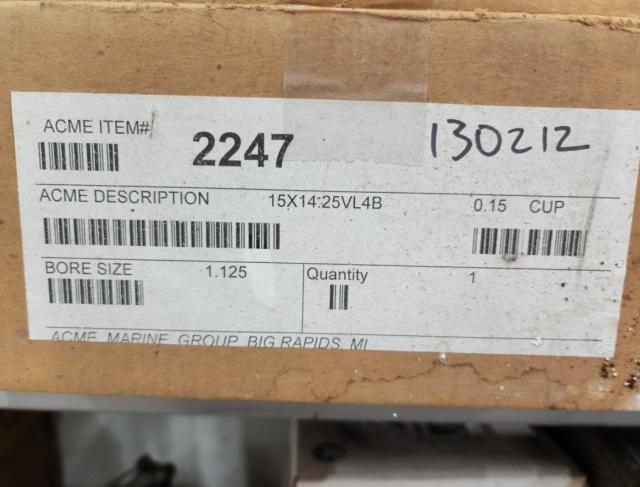 ACME ITEM# 2247 130212
ACME DESCRIPTION 15X14.25VL4B 0.15 CUP
BORE SIZE 1.125 Quantity 1
ACME MARINE GROUP, BIG RAPIDS, MI